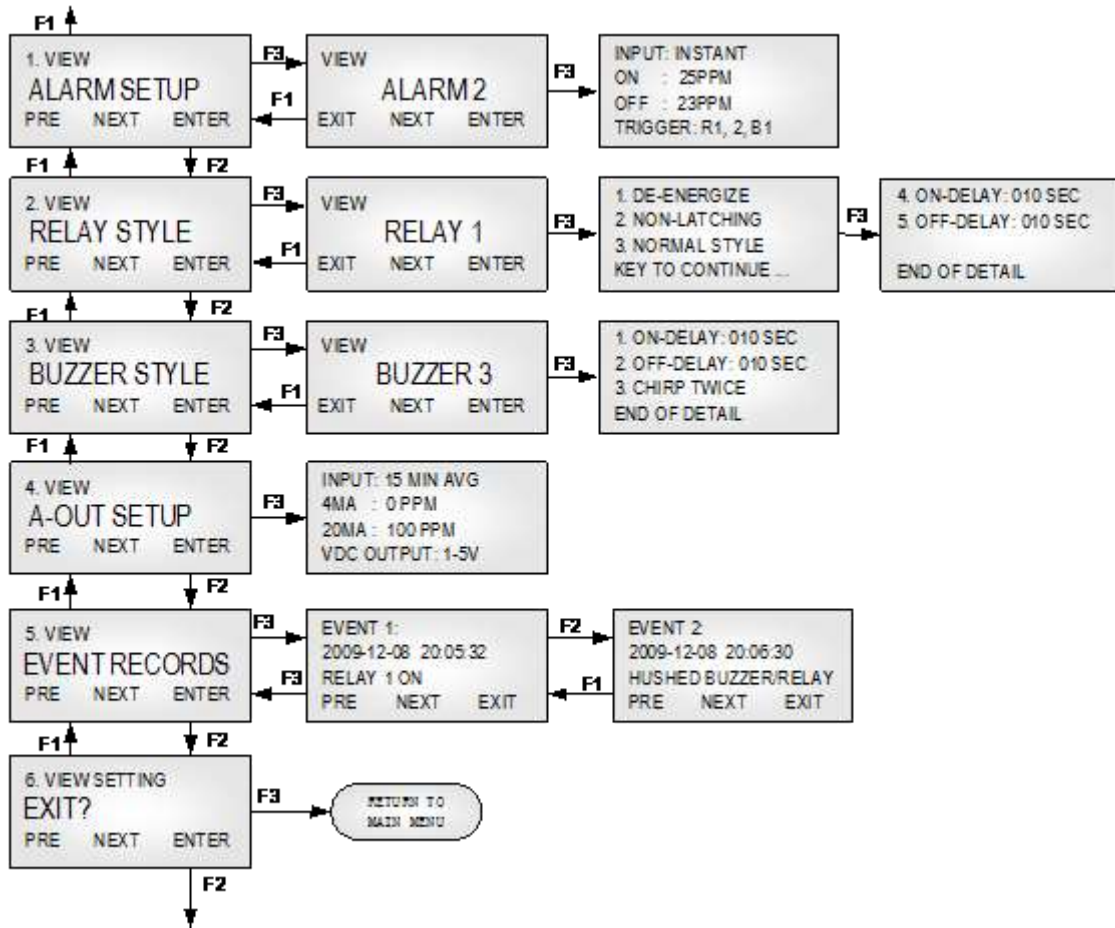 F1
1. VIEW
ALARM SETUP
PRE NEXT ENTER
F3
F1
VIEW
ALARM 2
EXIT NEXT ENTER
F3
INPUT: INSTANT
ON : 25PPM
OFF : 23PPM
TRIGGER: R1, 2, B1
F1
F2
2. VIEW
RELAY STYLE
PRE NEXT ENTER
F3
F1
VIEW
RELAY 1
EXIT NEXT ENTER
F3
1. DE-ENERGIZE
2. NON-LATCHING
3. NORMAL STYLE
KEY TO CONTINUE ...
F3
4. ON-DELAY: 010 SEC
5. OFF-DELAY: 010 SEC
END OF DETAIL
F1
F2
3. VIEW
BUZZER STYLE
PRE NEXT ENTER
F3
F1
VIEW
BUZZER 3
EXIT NEXT ENTER
F3
1. ON-DELAY: 010 SEC
2. OFF-DELAY: 010 SEC
3. CHIRP TWICE
END OF DETAIL
F1
F2
4. VIEW
A-OUT SETUP
PRE NEXT ENTER
F3
INPUT: 15 MIN AVG
4MA : 0 PPM
20MA : 100 PPM
VDC OUTPUT: 1-5V
F1
F2
5. VIEW
EVENT RECORDS
PRE NEXT ENTER
F3
F3
EVENT 1:
2009-12-08 20:05:32
RELAY 1 ON
PRE NEXT EXIT
F2
F1
EVENT 2
2009-12-08 20:06:30
HUSHED BUZZER/RELAY
PRE NEXT EXIT
F1
F2
6. VIEW SETTING
EXIT?
PRE NEXT ENTER
F3
RETURN TO
MAIN MENU
F2